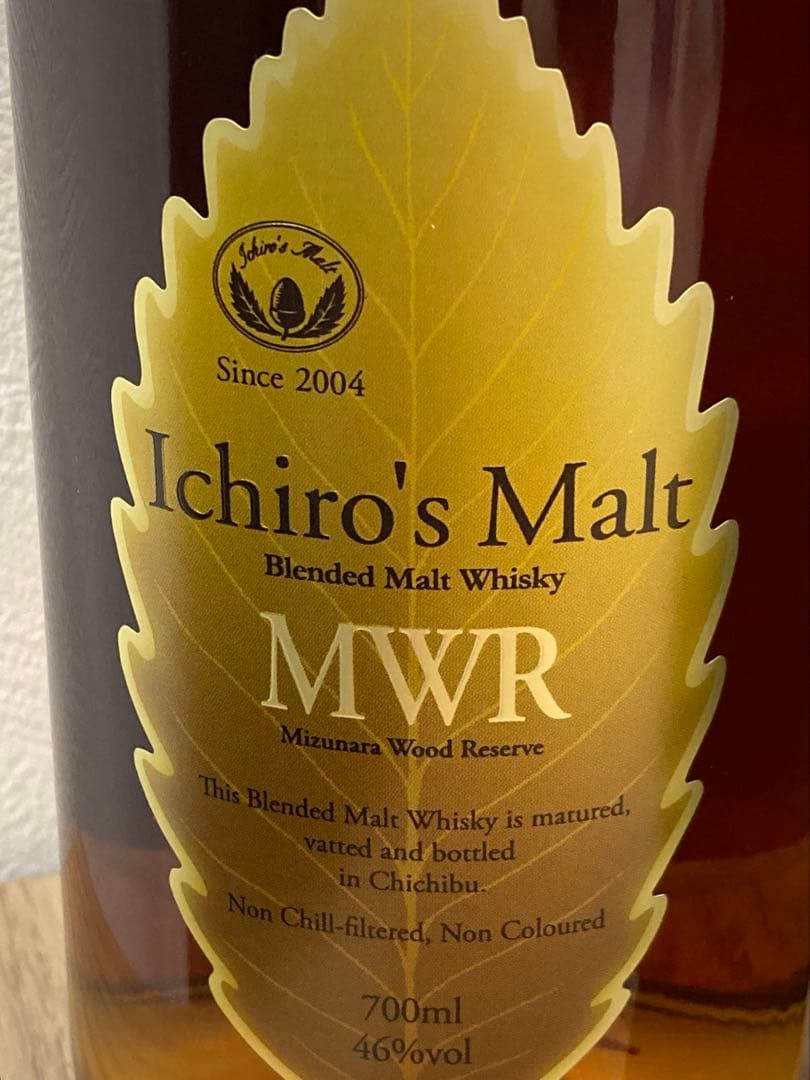 Ichiro's Malt
Since 2004
Ichiro's Malt
Blended Malt Whisky
MWR
Mizunara Wood Reserve
This Blended Malt Whisky is matured,
vatted and bottled
in Chichibu.
Non Chill-filtered, Non Coloured
700ml
46%vol